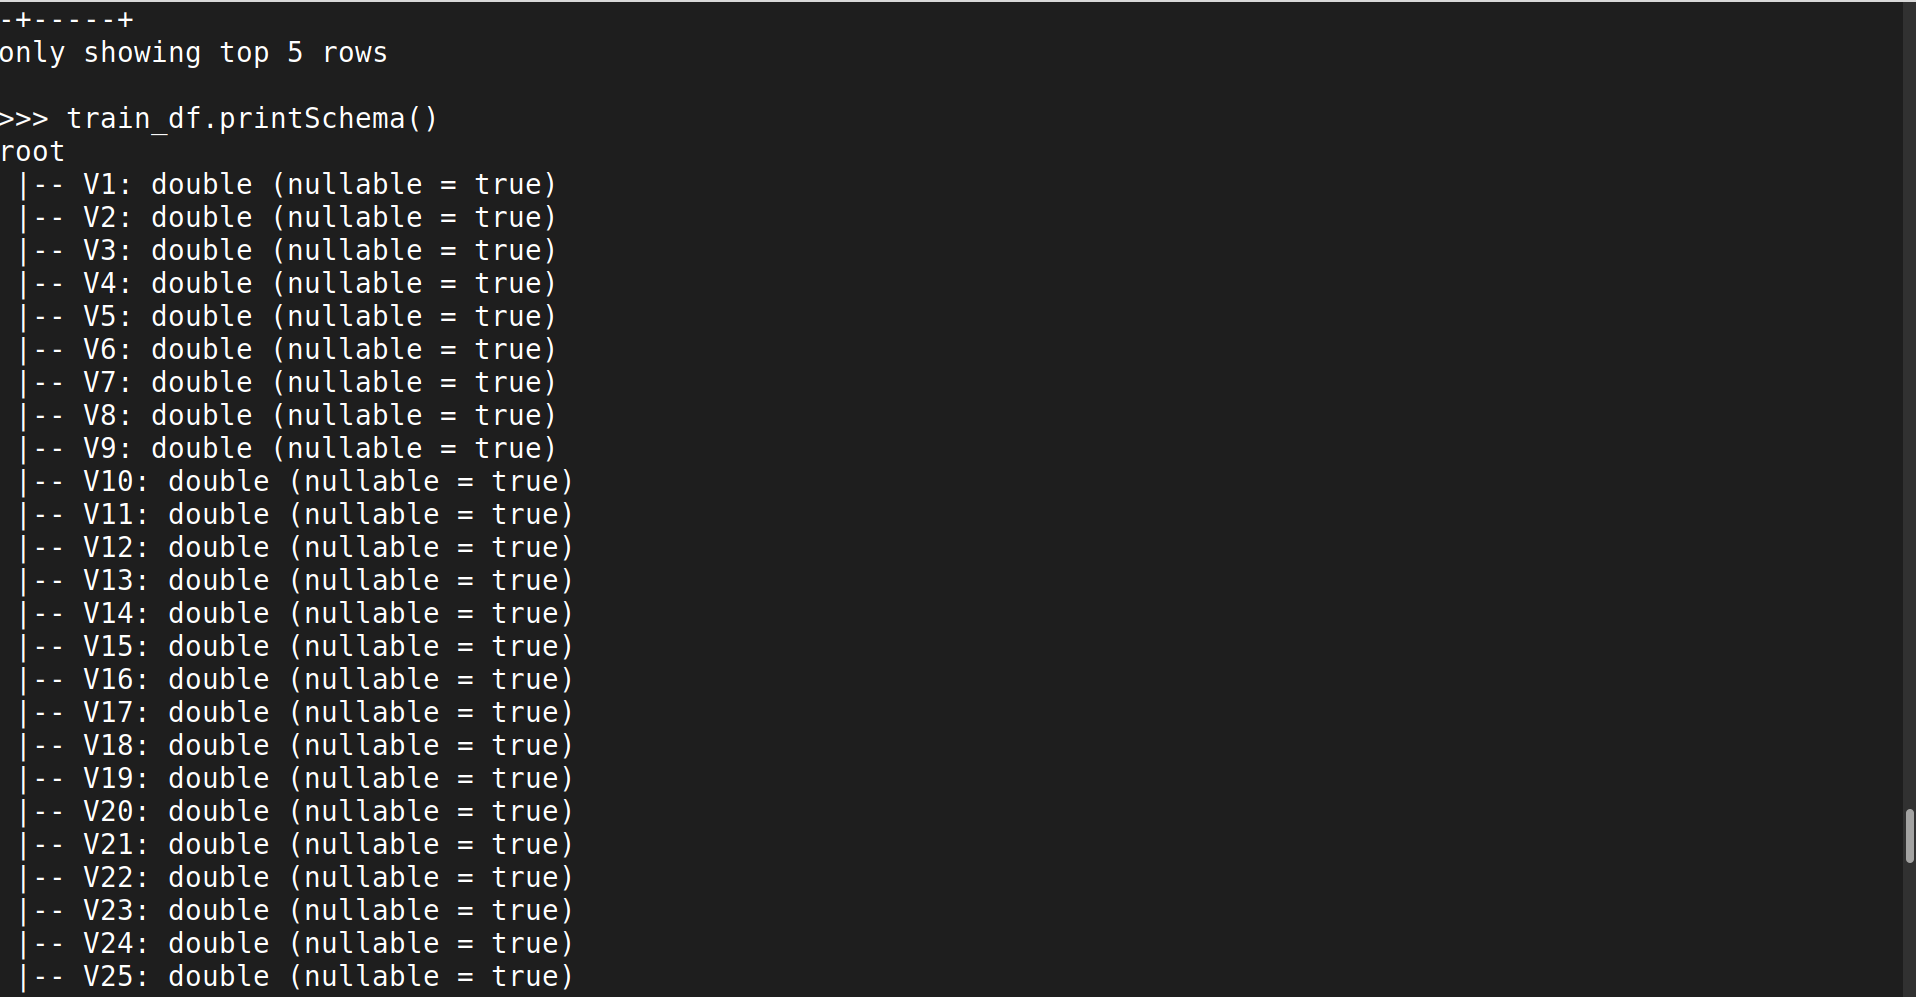 -+-----+
only showing top 5 rows

>>> train_df.printSchema()
root
 |-- V1: double (nullable = true)
 |-- V2: double (nullable = true)
 |-- V3: double (nullable = true)
 |-- V4: double (nullable = true)
 |-- V5: double (nullable = true)
 |-- V6: double (nullable = true)
 |-- V7: double (nullable = true)
 |-- V8: double (nullable = true)
 |-- V9: double (nullable = true)
 |-- V10: double (nullable = true)
 |-- V11: double (nullable = true)
 |-- V12: double (nullable = true)
 |-- V13: double (nullable = true)
 |-- V14: double (nullable = true)
 |-- V15: double (nullable = true)
 |-- V16: double (nullable = true)
 |-- V17: double (nullable = true)
 |-- V18: double (nullable = true)
 |-- V19: double (nullable = true)
 |-- V20: double (nullable = true)
 |-- V21: double (nullable = true)
 |-- V22: double (nullable = true)
 |-- V23: double (nullable = true)
 |-- V24: double (nullable = true)
 |-- V25: double (nullable = true)